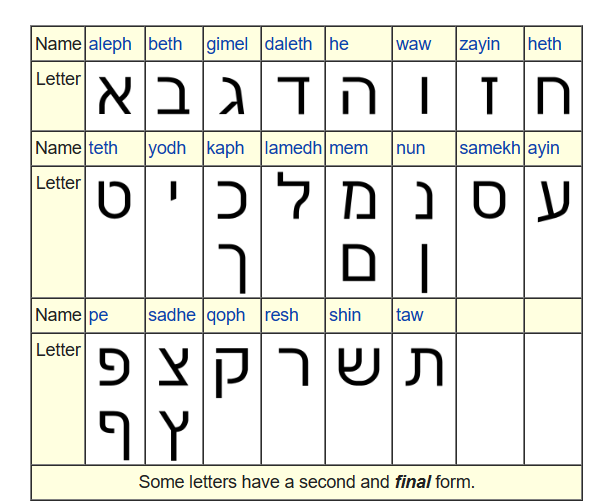 Name aleph beth gimel daleth he waw zayin heth
Letter א ב ג ד ה ו ז ח
Name teth yodh kaph lamedh mem nun samekh ayin
Letter ט י כ ל מ נ ס ע
ך ם ן
Name pe sadhe qoph resh shin taw
Letter פ צ ק ר ש ת
ף ץ
Some letters have a second and final form.